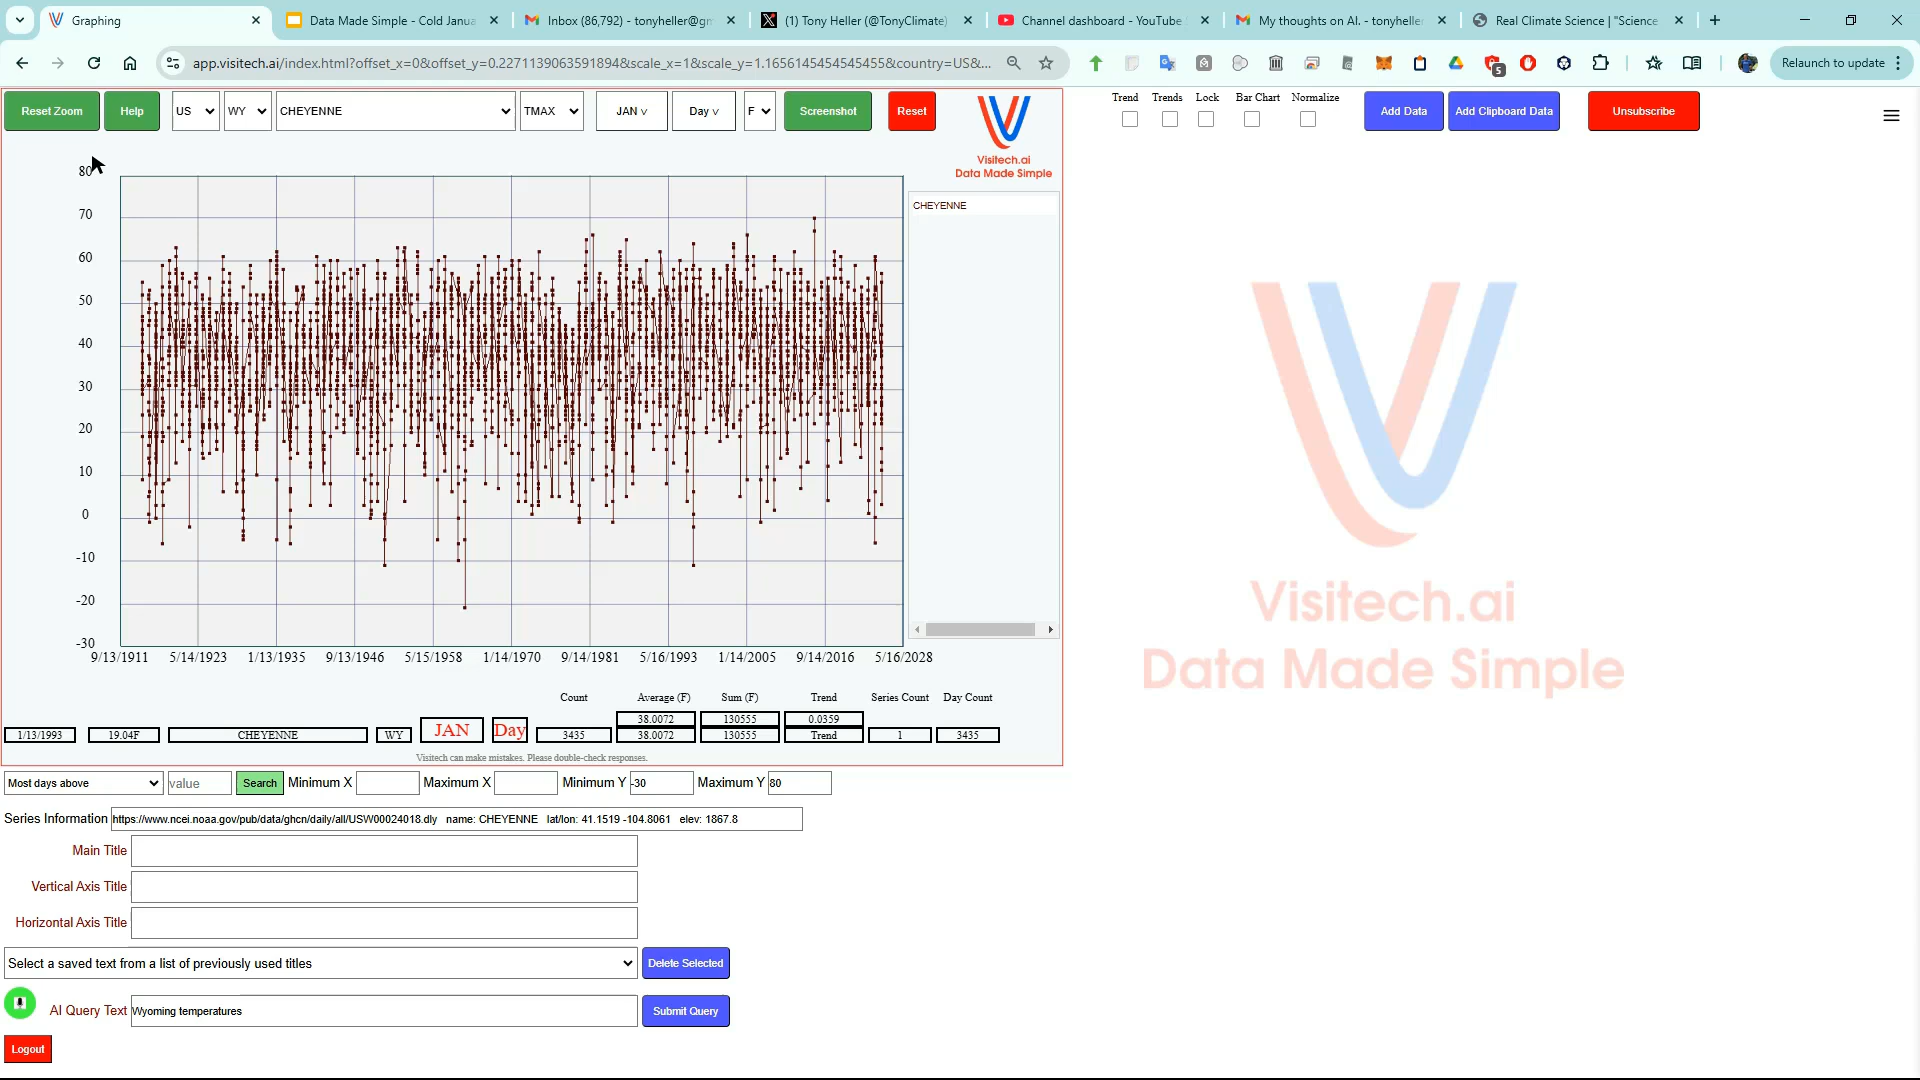 Graphing
Data Made Simple - Cold Janua
Inbox (86,792) - tonyheller@gm
(1) Tony Heller (@TonyClimate)
Channel dashboard - YouTube
My thoughts on AI. - tonyheller
Real Climate Science | "Science
app.visitech.ai/index.html?offset_x=0&offset_y=0.2271139063591894&scale_x=1&scale_y=1.1656145454545455&country=US&...
5
Relaunch to update
Reset Zoom
Help
US
WY
CHEYENNE
TMAX
JAN v
Day v
F
Screenshot
Reset
Visitech.ai
Data Made Simple
Trend
Trends
Lock
Bar Chart
Normalize
Add Data
Add Clipboard Data
Unsubscribe
CHEYENNE
80
70
60
50
40
30
20
10
0
-10
-20
-30
9/13/1911 5/14/1923 1/13/1935 9/13/1946 5/15/1958 1/14/1970 9/14/1981 5/16/1993 1/14/2005 9/14/2016 5/16/2028
Visitech.ai
Data Made Simple
Count Average (F) Sum (F) Trend Series Count Day Count
38.0072 130555 0.0359
1/13/1993 19.04F CHEYENNE WY JAN Day 3435 38.0072 130555 Trend 1 3435
Visitech can make mistakes. Please double-check responses.
Most days above value Search Minimum X Maximum X Minimum Y -30 Maximum Y 80
Series Information https://www.ncei.noaa.gov/pub/data/ghcn/daily/all/USW00024018.dly name: CHEYENNE lat/lon: 41.1519 -104.8061 elev: 1867.8
Main Title
Vertical Axis Title
Horizontal Axis Title
Select a saved text from a list of previously used titles Delete Selected
AI Query Text Wyoming temperatures Submit Query
Logout